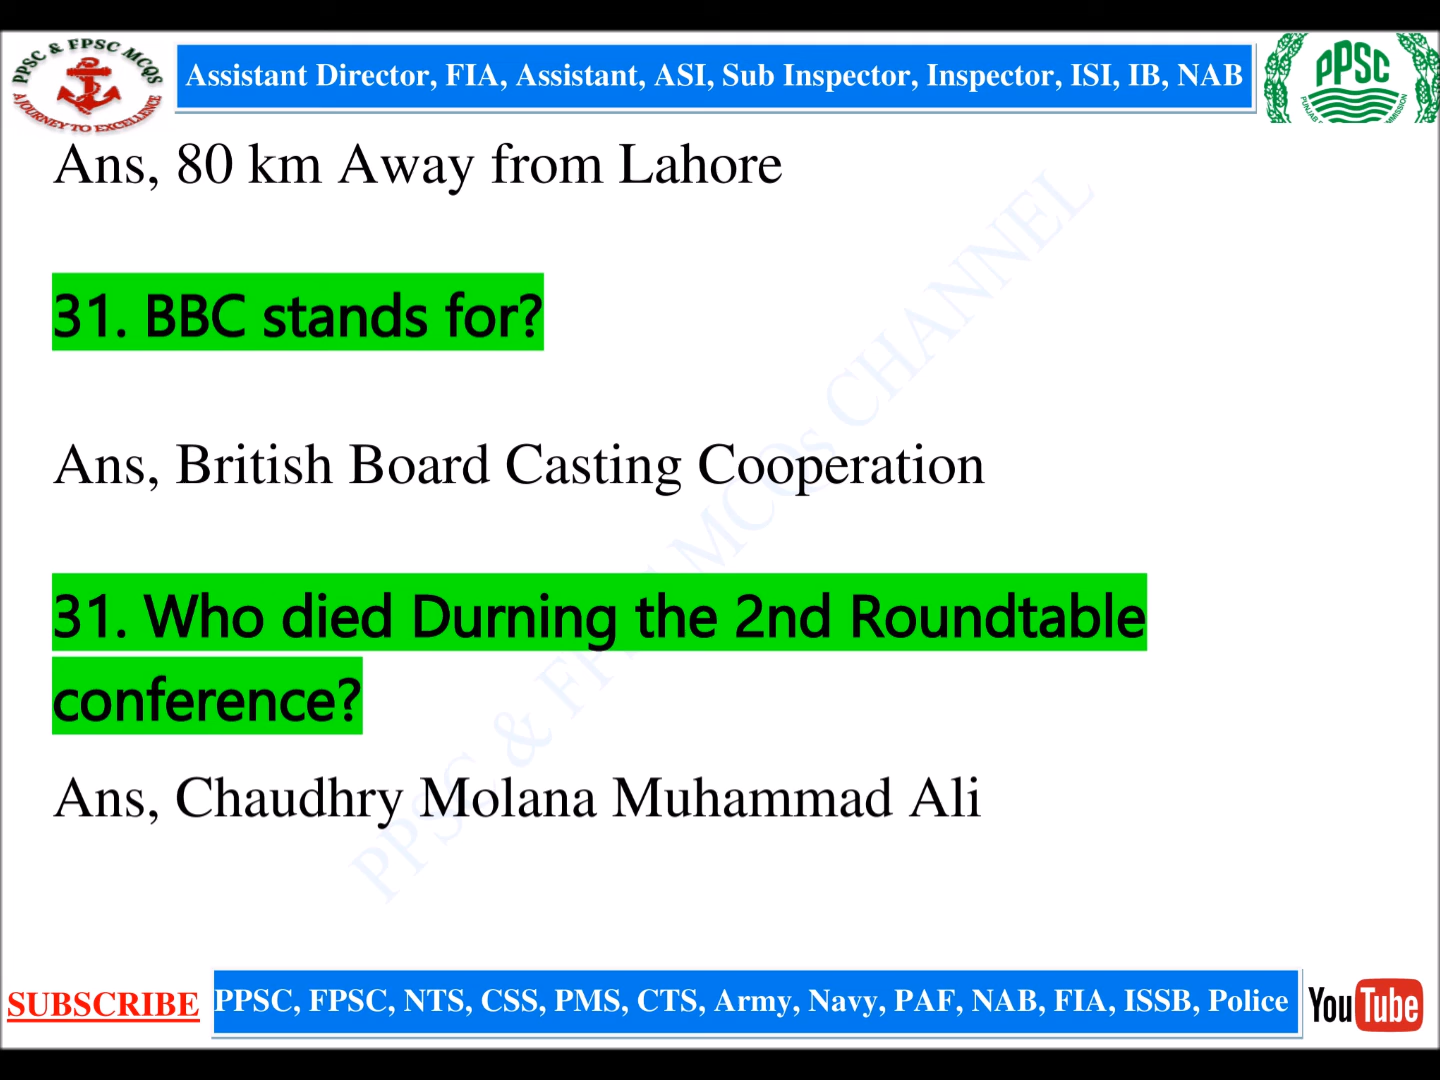 PPSC & FPSC MCQS
A JOURNEY TO EXCELLENCE
Assistant Director, FIA, Assistant, ASI, Sub Inspector, Inspector, ISI, IB, NAB
PPSC
Ans, 80 km Away from Lahore
31. BBC stands for?
Ans, British Board Casting Cooperation
31. Who died Durning the 2nd Roundtable
conference?
Ans, Chaudhry Molana Muhammad Ali
PPSC & FPSC MCQs CHANNEL
SUBSCRIBE
PPSC, FPSC, NTS, CSS, PMS, CTS, Army, Navy, PAF, NAB, FIA, ISSB, Police
YouTube